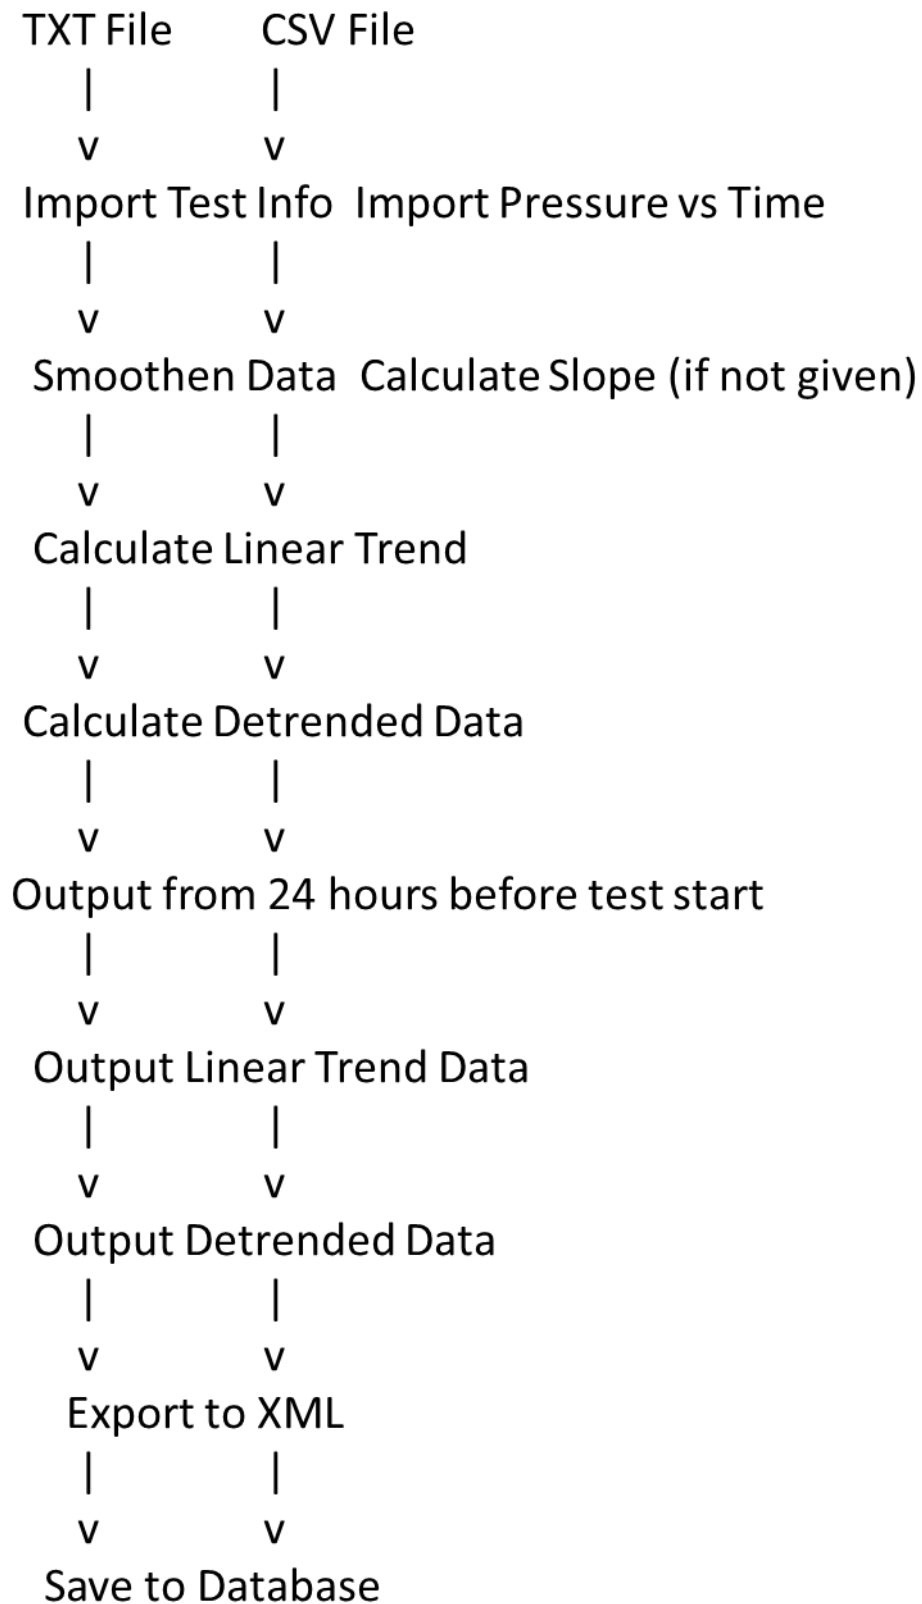 TXT File CSV File
| |
v v
Import Test Info Import Pressure vs Time
| |
v v
Smoothen Data Calculate Slope (if not given)
| |
v v
Calculate Linear Trend
| |
v v
Calculate Detrended Data
| |
v v
Output from 24 hours before test start
| |
v v
Output Linear Trend Data
| |
v v
Output Detrended Data
| |
v v
Export to XML
| |
v v
Save to Database